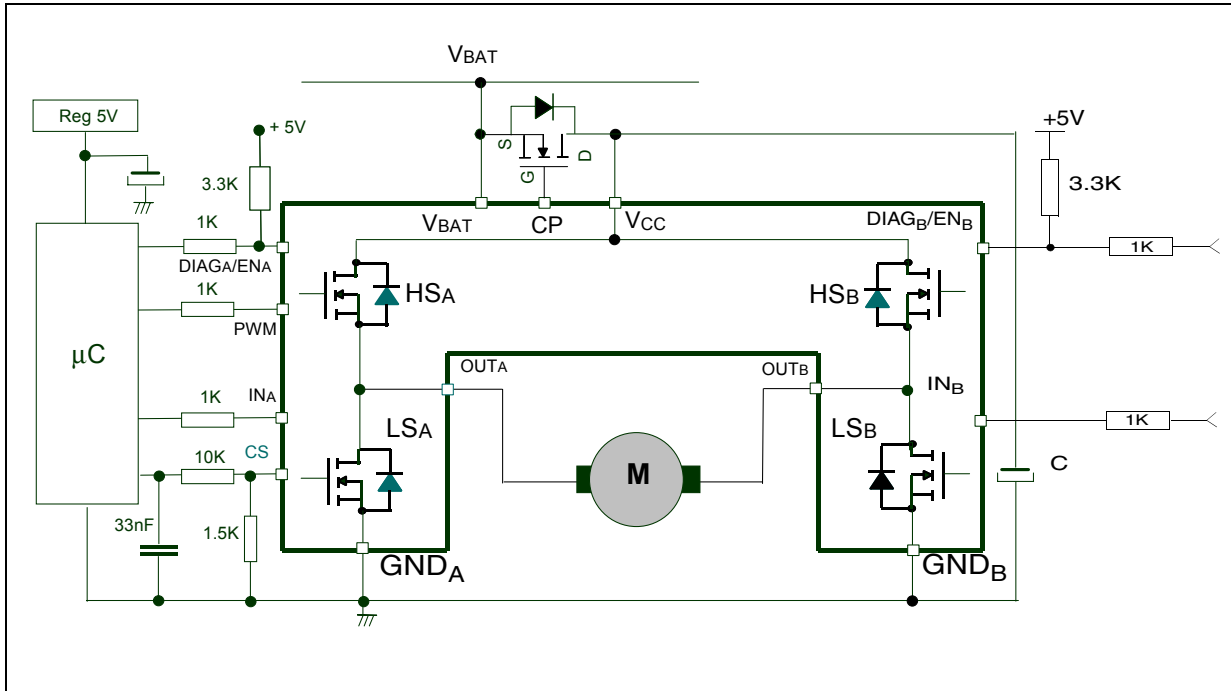 VBAT
Reg 5V
+ 5V
+5V
S
D
G
3.3K
3.3K
1K
VBAT
CP
VCC
DIAGB/ENB
1K
DIAGA/ENA
1K
HSA
HSB
PWM
µC
OUTA
OUTB
INA
INB
1K
1K
LSA
LSB
CS
10K
M
C
33nF
1.5K
GNDA
GNDB